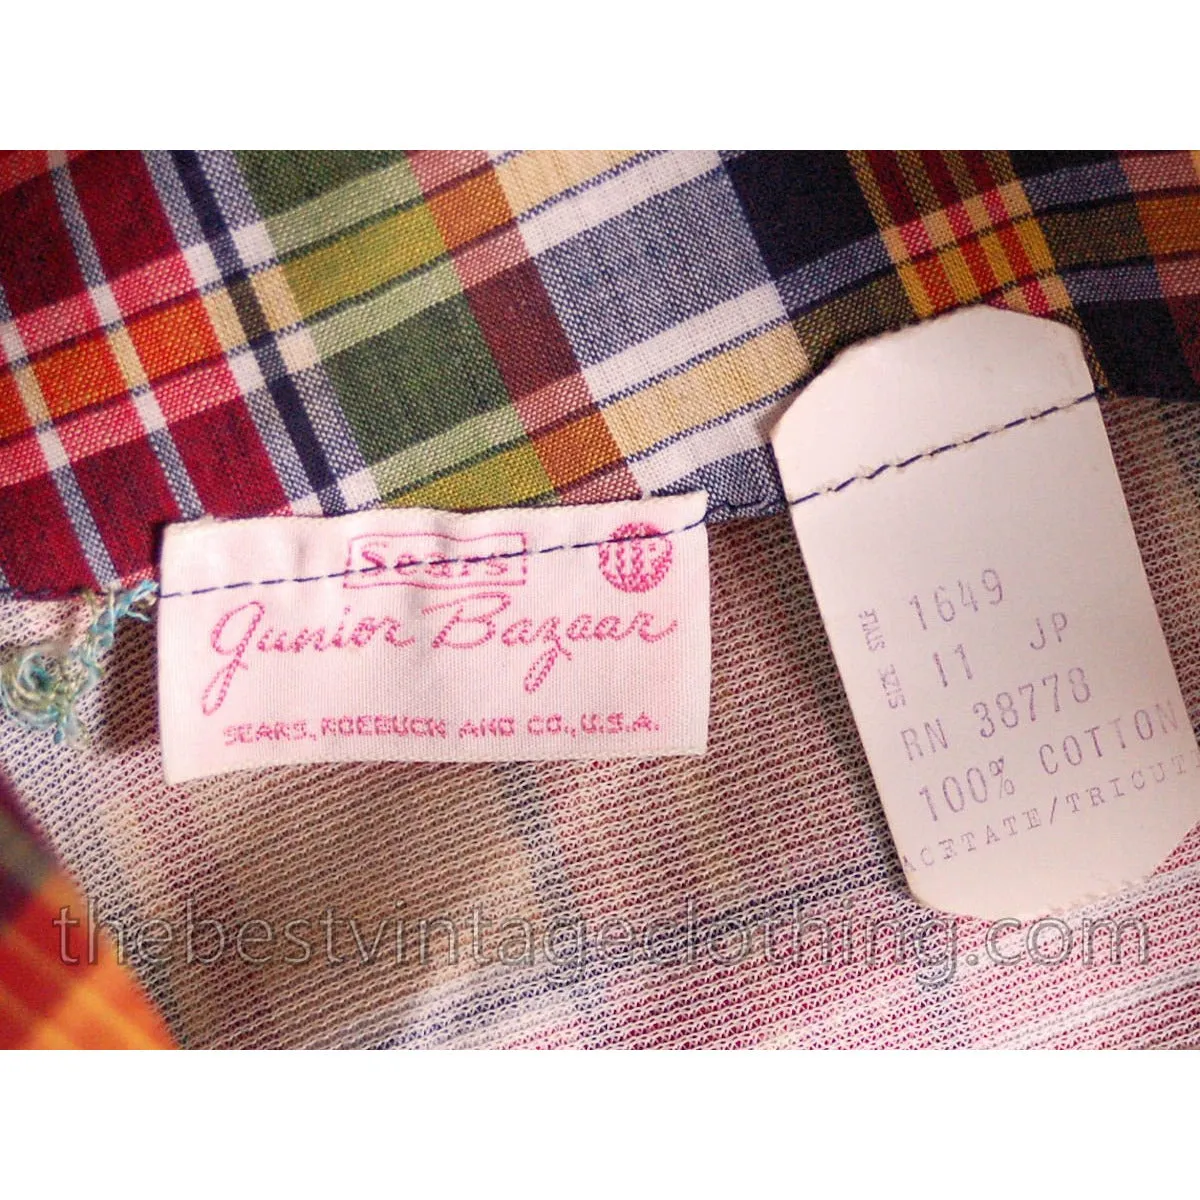 Sears
JP
Junior Bazaar
SEARS, ROEBUCK AND CO., U.S.A.
STYLE 1649
SIZE 11 JP
RN 38778
100% COTTON
ACETATE/TRICOT
thebestvintageclothing.com